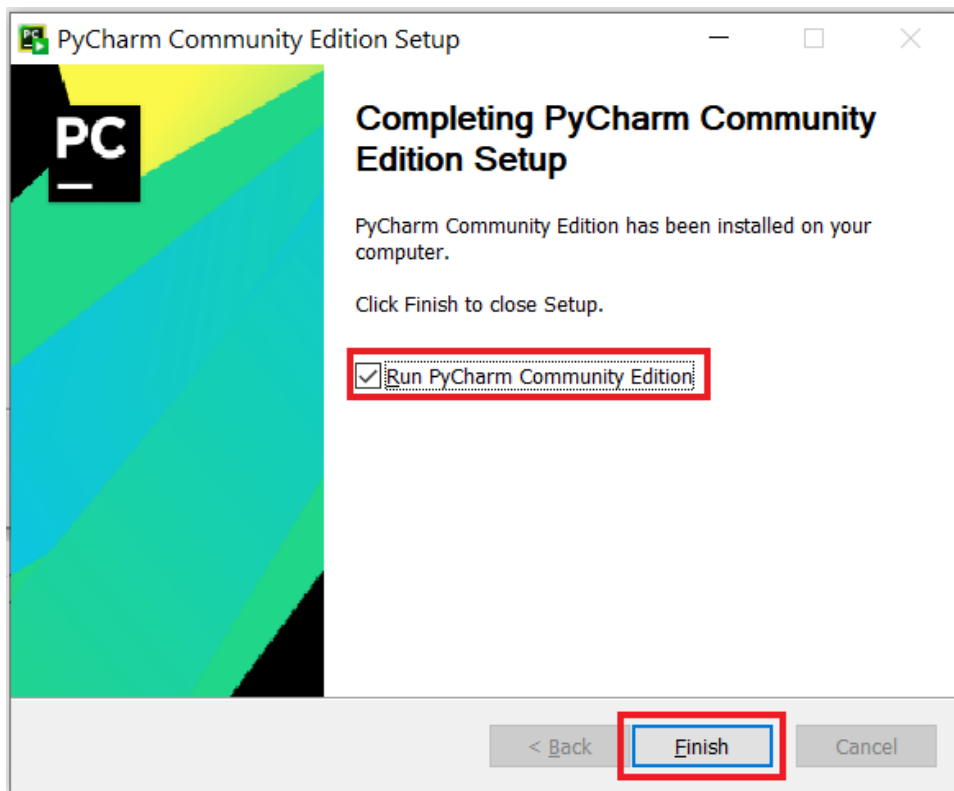 PyCharm Community Edition Setup
PC
Completing PyCharm Community
Edition Setup
PyCharm Community Edition has been installed on your
computer.
Click Finish to close Setup.
Run PyCharm Community Edition
< Back
Finish
Cancel